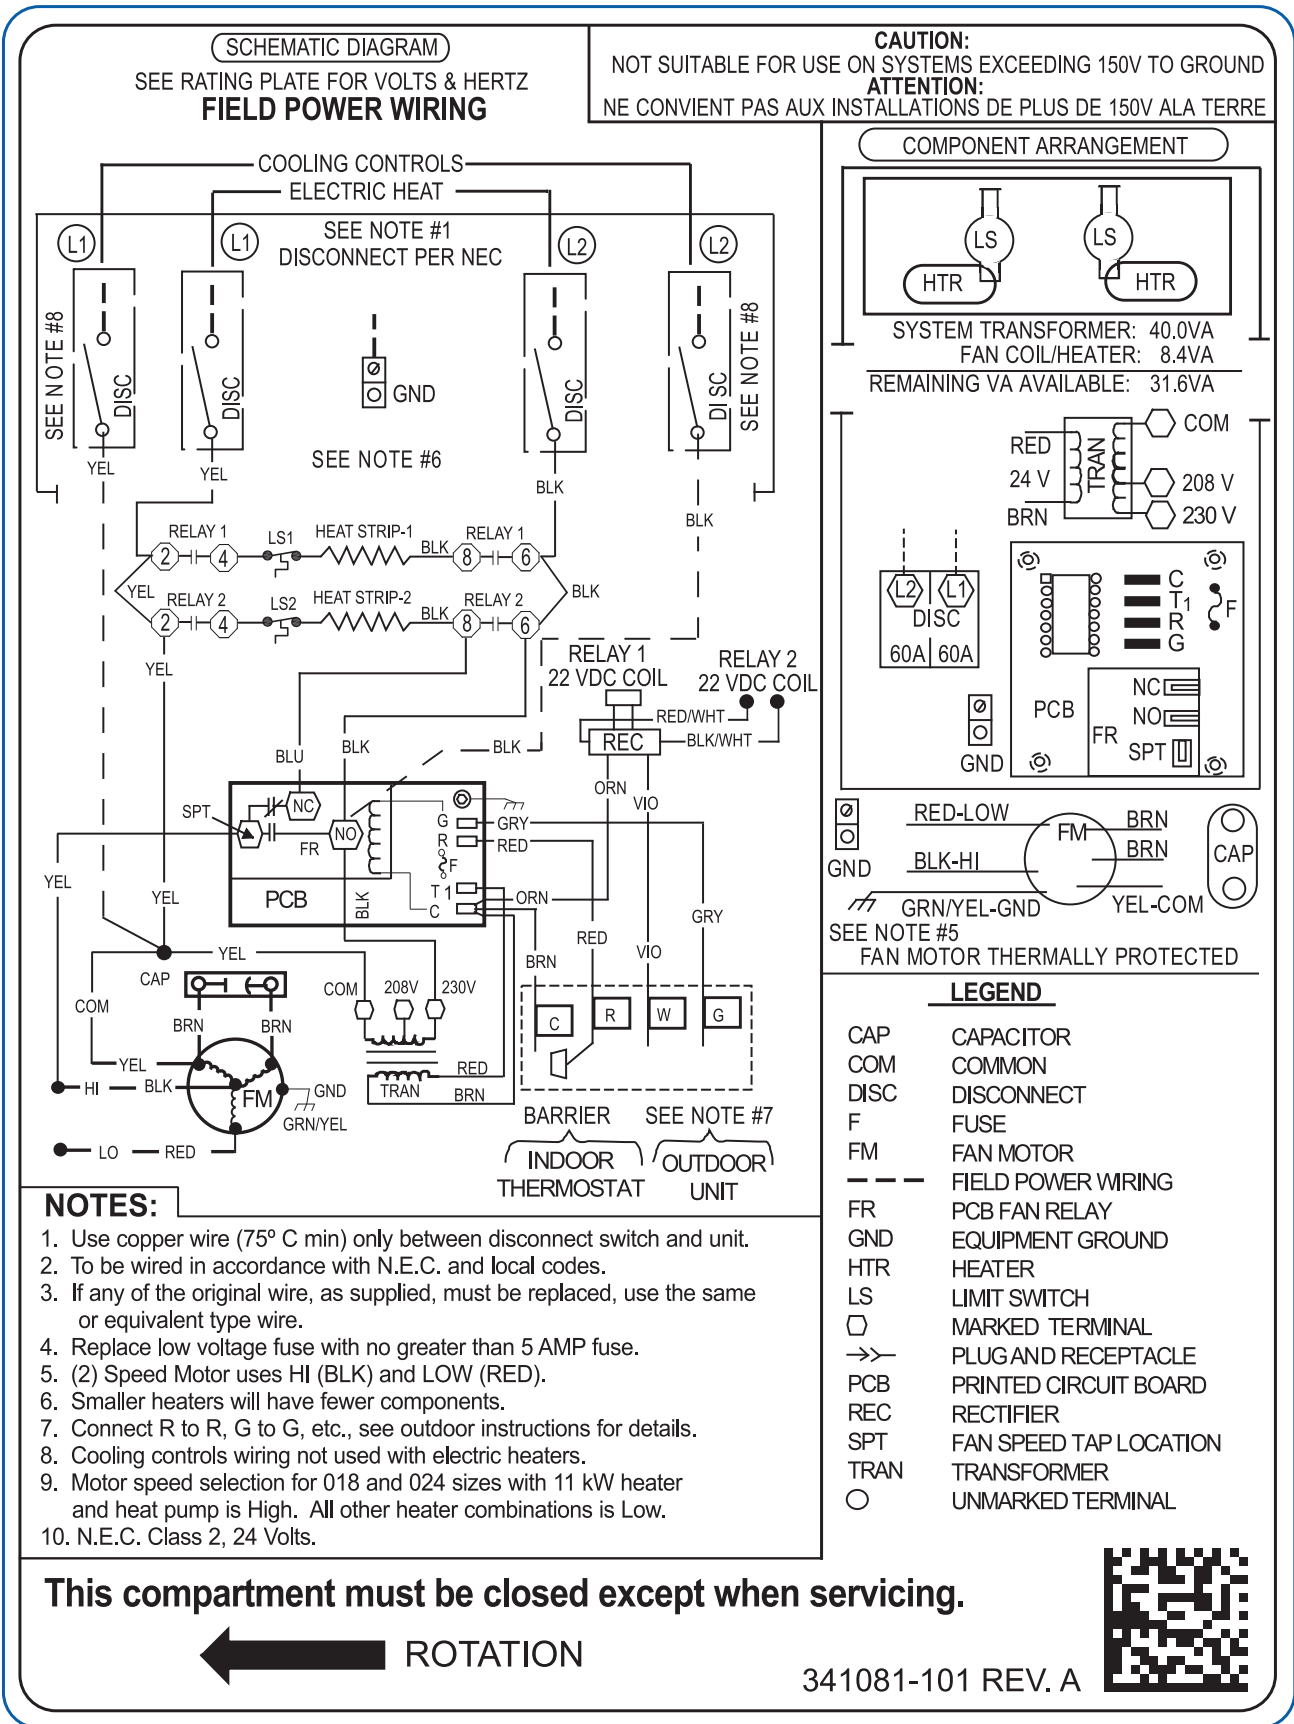 SCHEMATIC DIAGRAM
SEE RATING PLATE FOR VOLTS & HERTZ
FIELD POWER WIRING
CAUTION:
NOT SUITABLE FOR USE ON SYSTEMS EXCEEDING 150V TO GROUND
ATTENTION:
NE CONVIENT PAS AUX INSTALLATIONS DE PLUS DE 150V ALA TERRE
COOLING CONTROLS
ELECTRIC HEAT
SEE NOTE #1
DISCONNECT PER NEC
L1
L1
L2
L2
SEE NOTE #8
DISC
DISC
GND
DISC
DI SC
SEE NOTE #8
SEE NOTE #6
YEL
YEL
BLK
BLK
RELAY 1
LS1
HEAT STRIP-1
BLK
RELAY 1
2
4
8
6
YEL
BLK
RELAY 2
LS2
HEAT STRIP-2
BLK
RELAY 2
2
4
8
6
YEL
RELAY 1
22 VDC COIL
RELAY 2
22 VDC COIL
RED/WHT
REC
BLK/WHT
BLU
BLK
BLK
ORN
VIO
SPT
NC
NO
FR
G
GRY
R
RED
F
T 1
ORN
C
PCB
BLK
YEL
YEL
YEL
GRY
RED
VIO
BRN
CAP
COM
208V
230V
COM
BRN
BRN
YEL
HI
BLK
FM
GND
GRN/YEL
LO
RED
TRAN
RED
BRN
C
R
W
G
BARRIER
SEE NOTE #7
INDOOR
THERMOSTAT
OUTDOOR
UNIT
COMPONENT ARRANGEMENT
LS
LS
HTR
HTR
SYSTEM TRANSFORMER: 40.0VA
FAN COIL/HEATER: 8.4VA
REMAINING VA AVAILABLE: 31.6VA
RED
24 V
BRN
TRAN
COM
208 V
230 V
L2
L1
DISC
60A
60A
GND
C
T1
R
G
F
PCB
FR
NC
NO
SPT
GND
RED-LOW
BLK-HI
GRN/YEL-GND
FM
BRN
BRN
YEL-COM
CAP
SEE NOTE #5
FAN MOTOR THERMALLY PROTECTED
LEGEND
CAP CAPACITOR
COM COMMON
DISC DISCONNECT
F FUSE
FM FAN MOTOR
FIELD POWER WIRING
FR PCB FAN RELAY
GND EQUIPMENT GROUND
HTR HEATER
LS LIMIT SWITCH
MARKED TERMINAL
PLUG AND RECEPTACLE
PCB PRINTED CIRCUIT BOARD
REC RECTIFIER
SPT FAN SPEED TAP LOCATION
TRAN TRANSFORMER
UNMARKED TERMINAL
NOTES:
1. Use copper wire (75º C min) only between disconnect switch and unit.
2. To be wired in accordance with N.E.C. and local codes.
3. If any of the original wire, as supplied, must be replaced, use the same
or equivalent type wire.
4. Replace low voltage fuse with no greater than 5 AMP fuse.
5. (2) Speed Motor uses HI (BLK) and LOW (RED).
6. Smaller heaters will have fewer components.
7. Connect R to R, G to G, etc., see outdoor instructions for details.
8. Cooling controls wiring not used with electric heaters.
9. Motor speed selection for 018 and 024 sizes with 11 kW heater
and heat pump is High. All other heater combinations is Low.
10. N.E.C. Class 2, 24 Volts.
This compartment must be closed except when servicing.
ROTATION
341081-101 REV. A